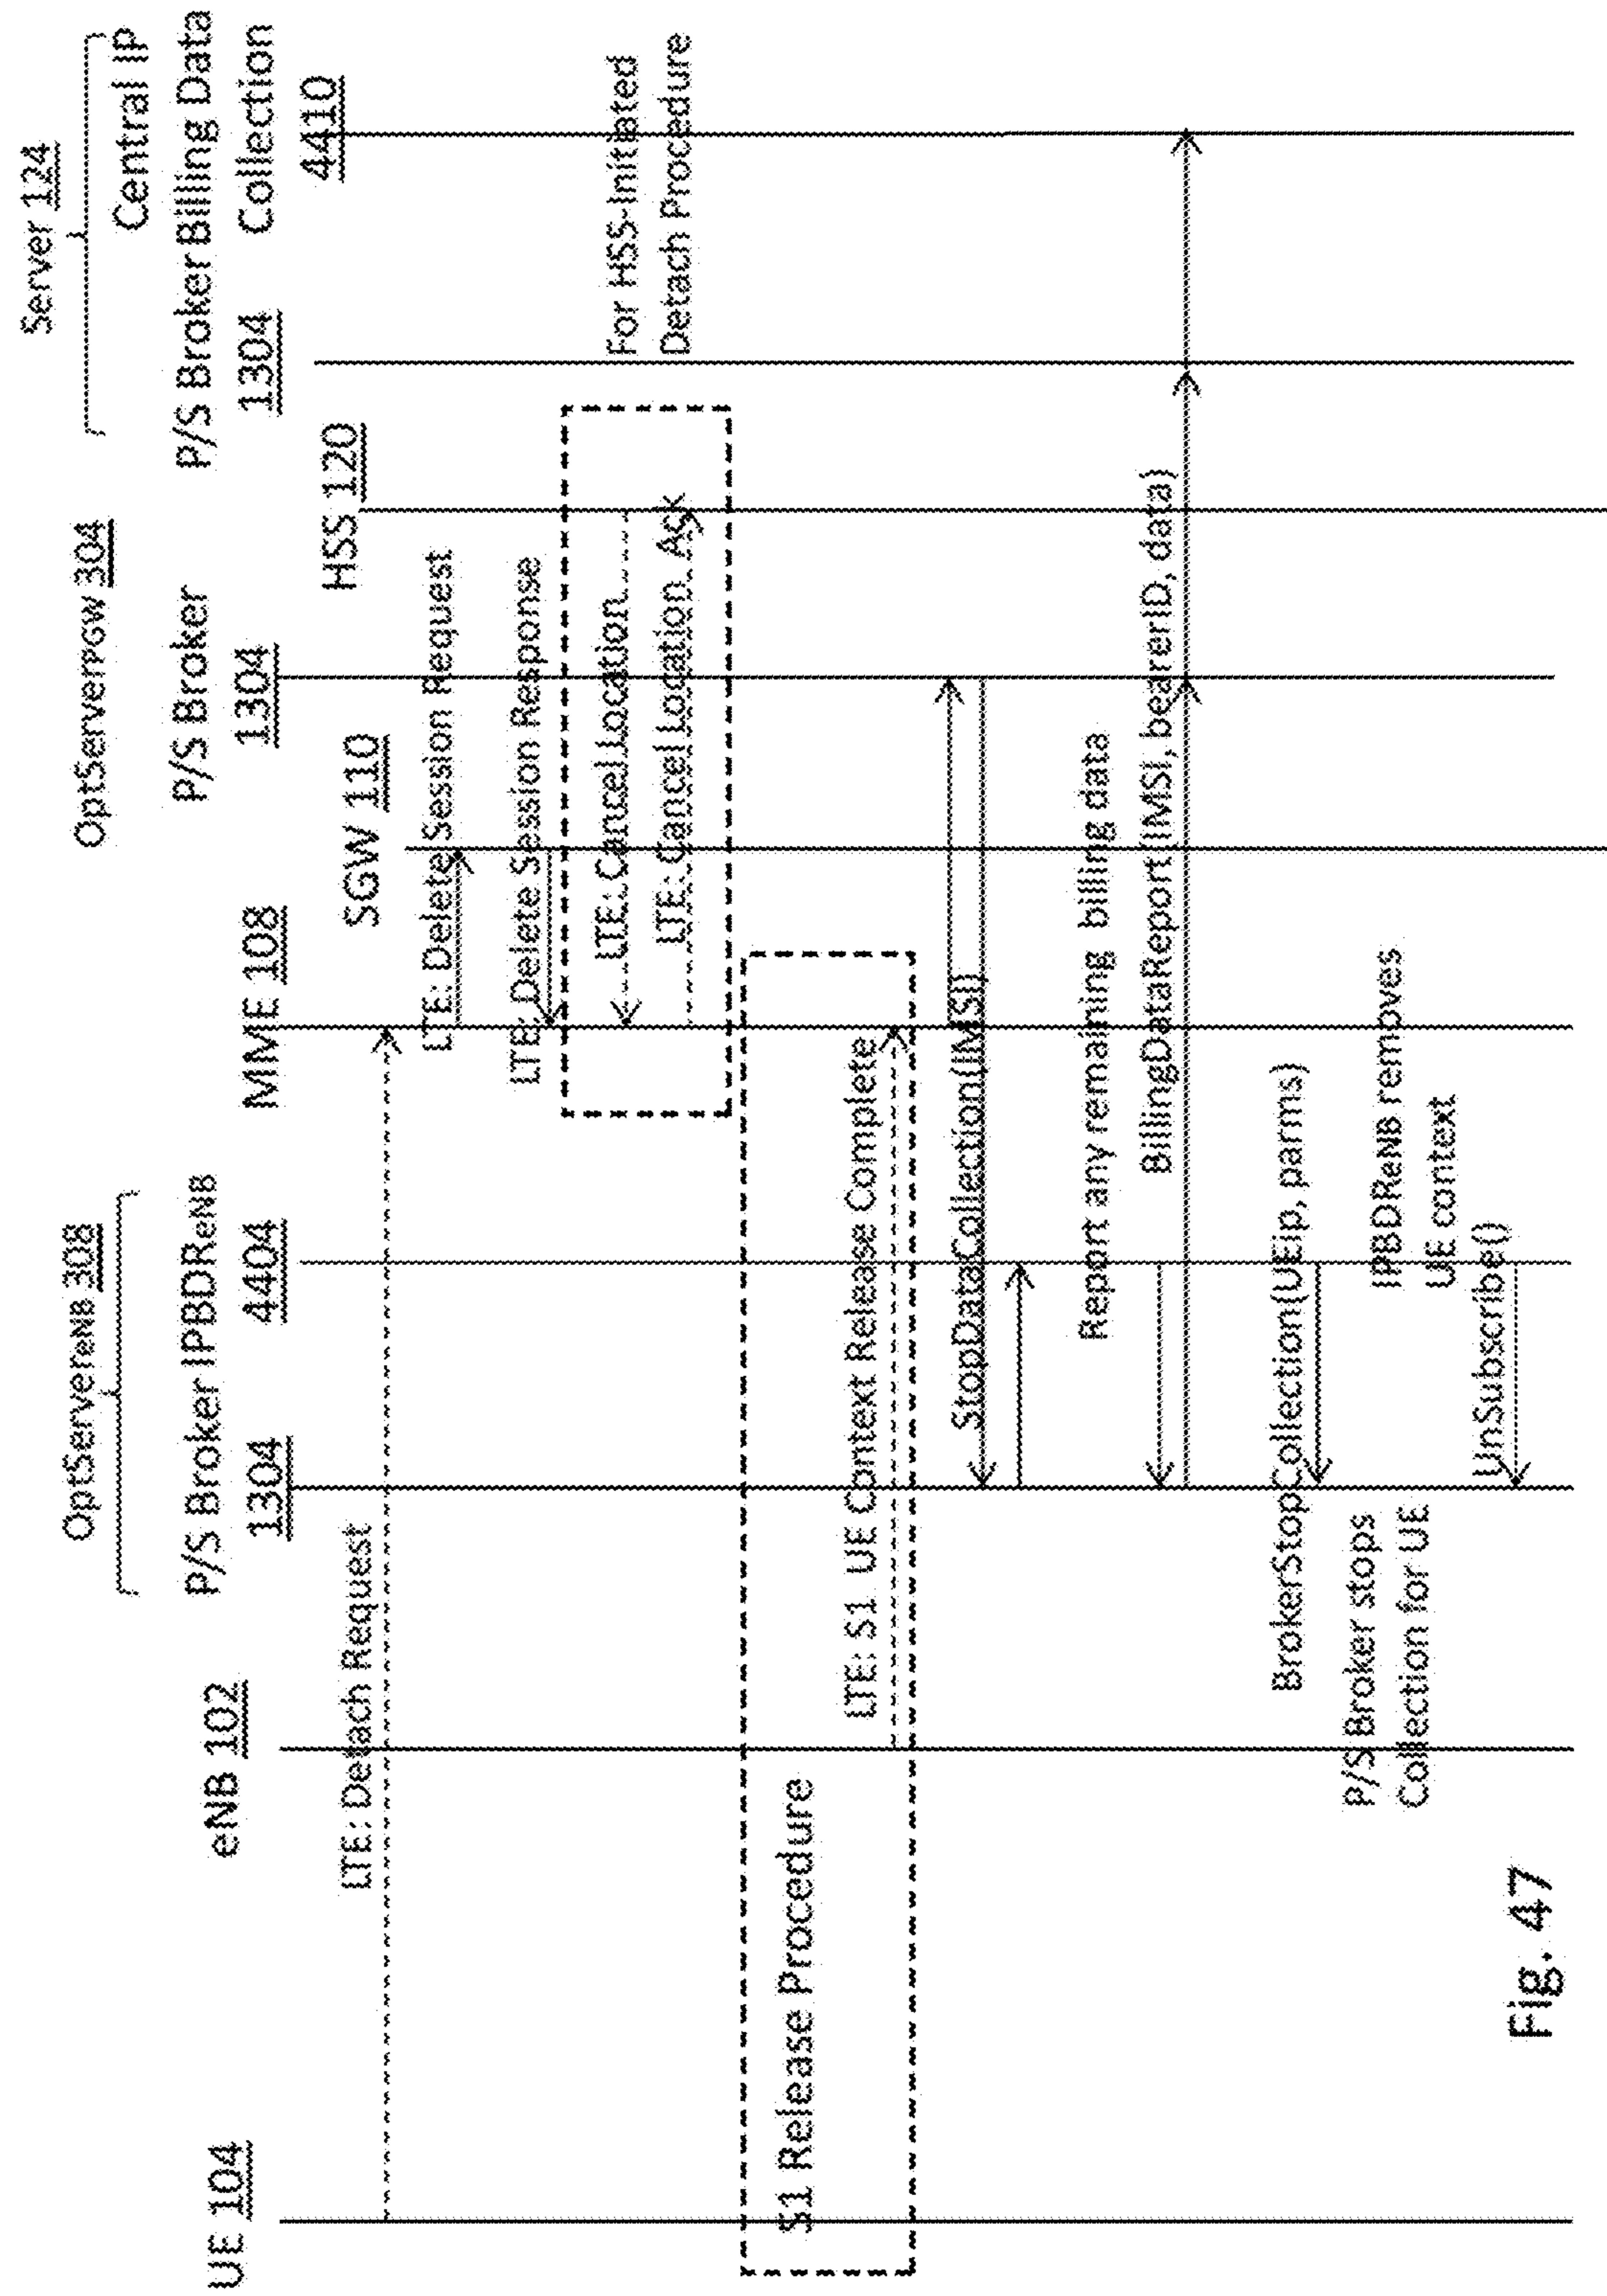 OptServereNB 308
OptServerPGW 304
Server 124
UE 104
eNB 102
P/S Broker
1304
IPBDReNB
4404
MME 108
SGW 110
P/S Broker
1304
HSS 120
P/S Broker
1304
Central IP
Billing Data
Collection
4410
LTE: Detach Request
LTE: Delete Session Request
LTE: Delete Session Response
LTE: Cancel Location
LTE: Cancel Location Ack
For HSS-Initiated
Detach Procedure
S1 Release Procedure
LTE: S1 UE Context Release Complete
StopDataCollection(IMSI)
Report any remaining billing data
BillingDataReport(IMSI, bearerID, data)
BrokerStopCollection(UEip, parms)
P/S Broker stops
Collection for UE
IPBDReNB removes
UE context
UnSubscribe()
Fig. 47